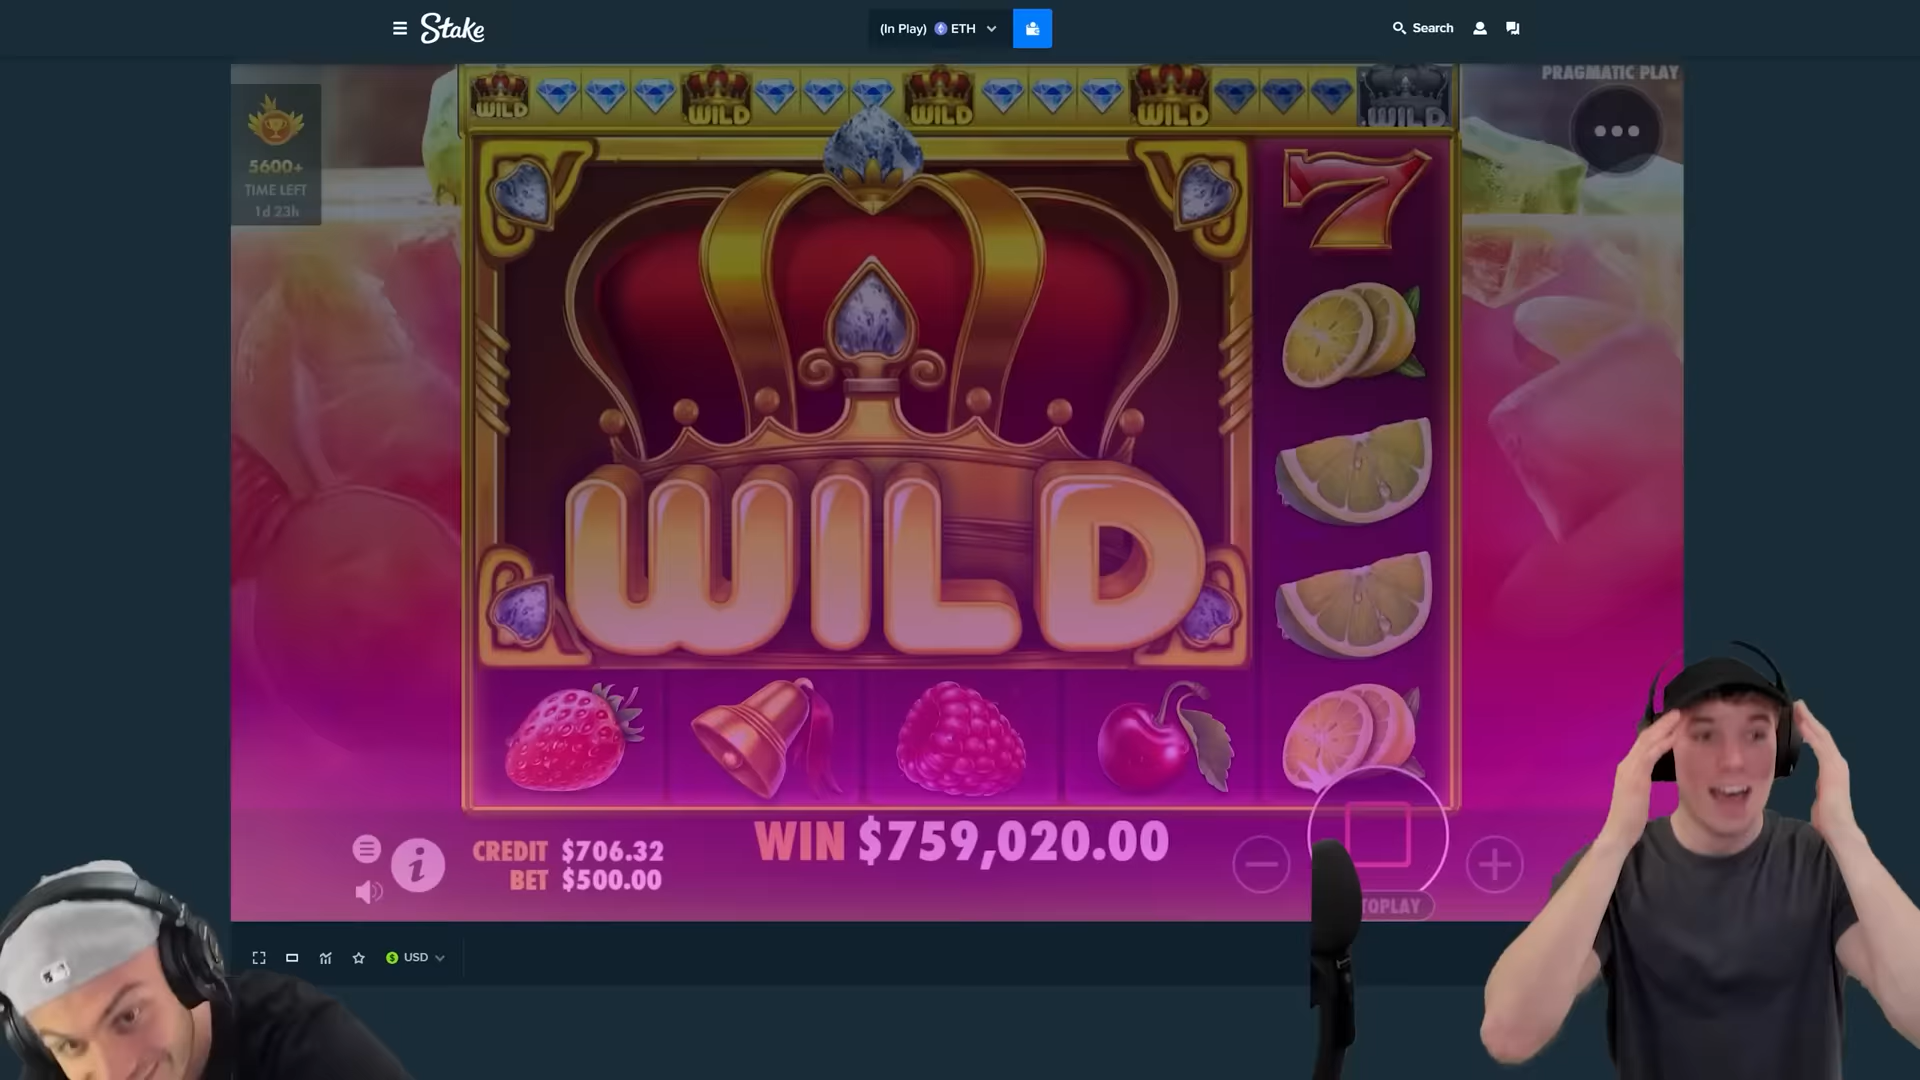 Stake
(In Play) ETH
Search
PRAGMATIC PLAY
WILD
WILD
WILD
WILD
WILD
5600+
TIME LEFT
1d 23h
7
WILD
CREDIT $706.32
BET $500.00
WIN $759,020.00
TOPLAY
USD